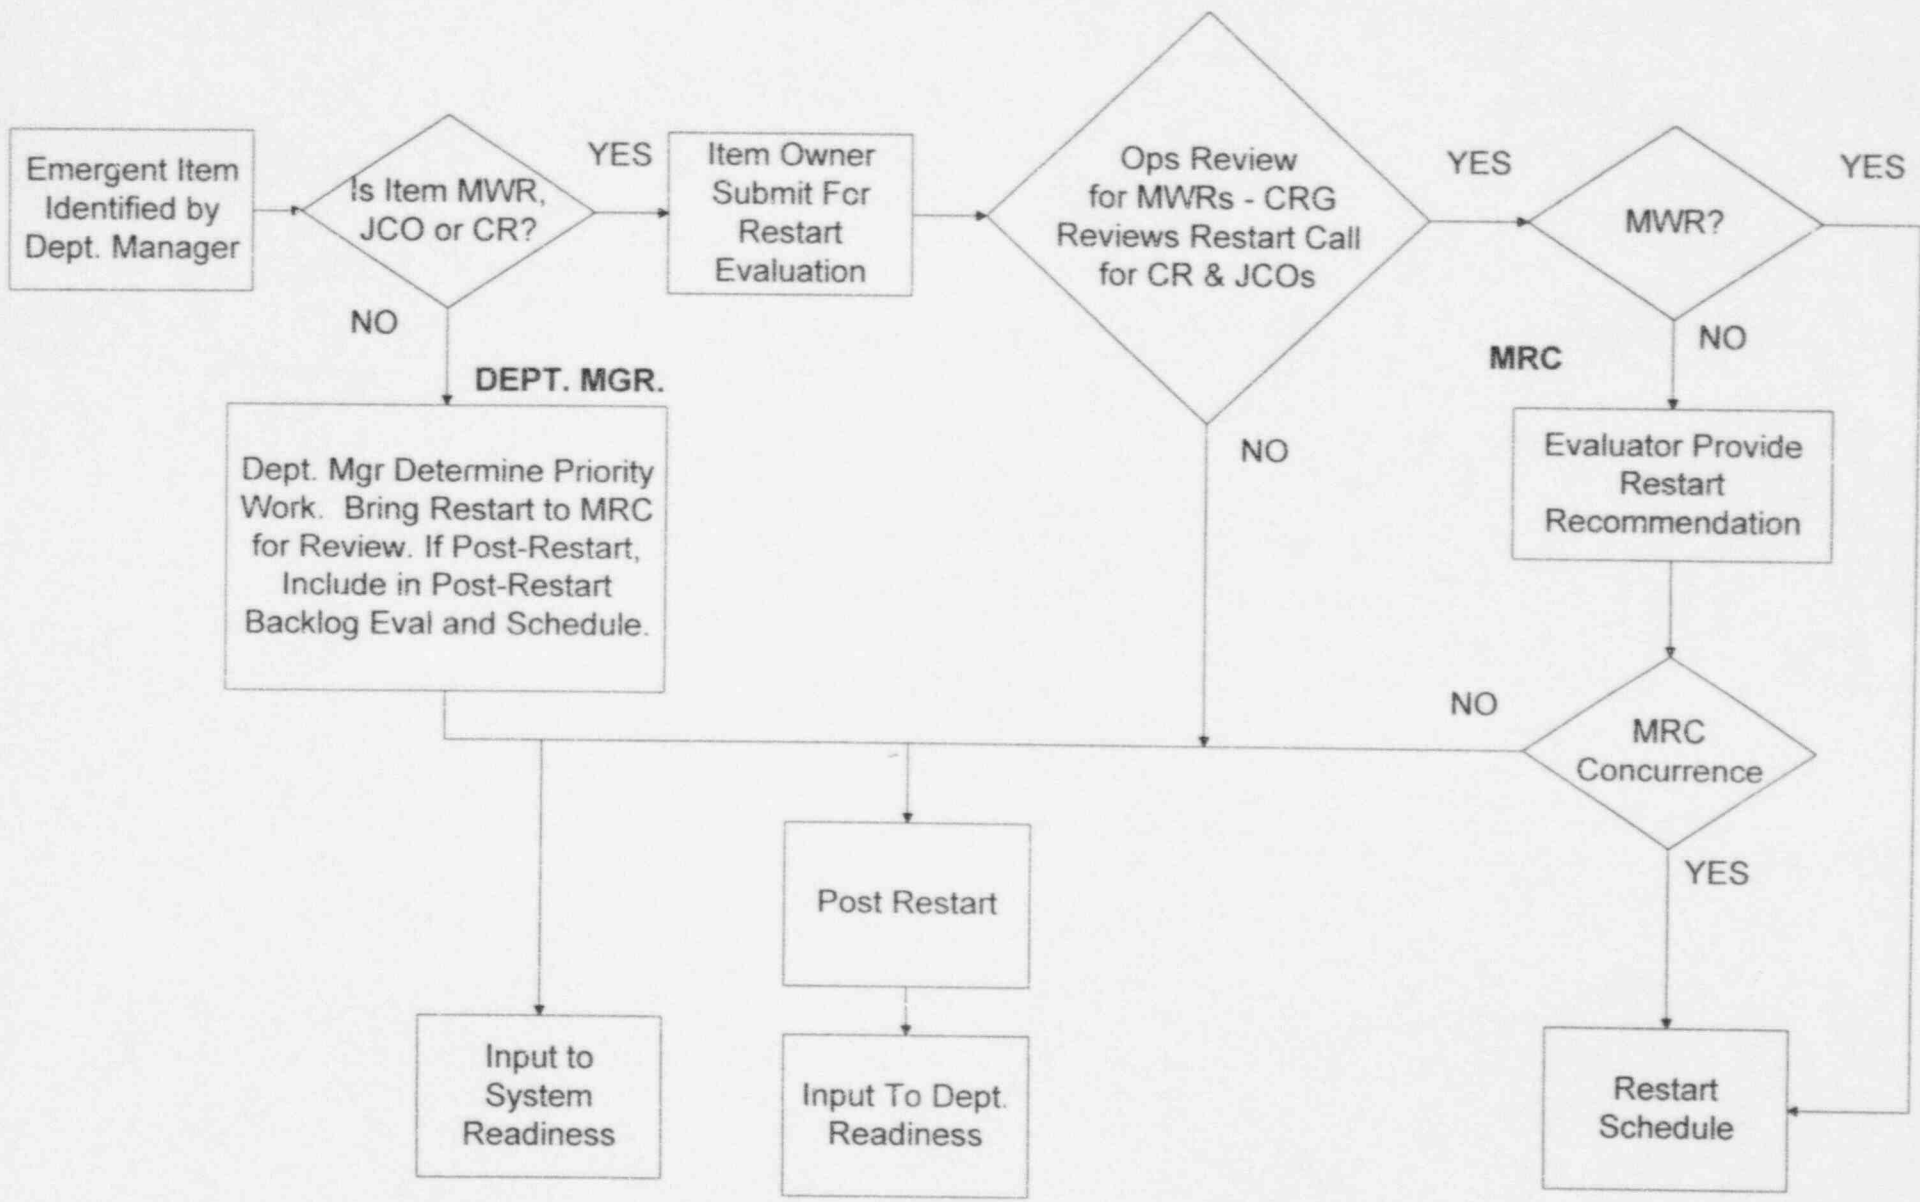 Emergent Item
Identified by
Dept. Manager
Is Item MWR,
JCO or CR?
YES
Item Owner
Submit For
Restart
Evaluation
Ops Review
for MWRs - CRG
Reviews Restart Call
for CR & JCOs
YES
MWR?
YES
NO
DEPT. MGR.
Dept. Mgr Determine Priority
Work. Bring Restart to MRC
for Review. If Post-Restart,
Include in Post-Restart
Backlog Eval and Schedule.
NO
MRC
NO
Evaluator Provide
Restart
Recommendation
NO
MRC
Concurrence
YES
Post Restart
Input to
System
Readiness
Input To Dept.
Readiness
Restart
Schedule